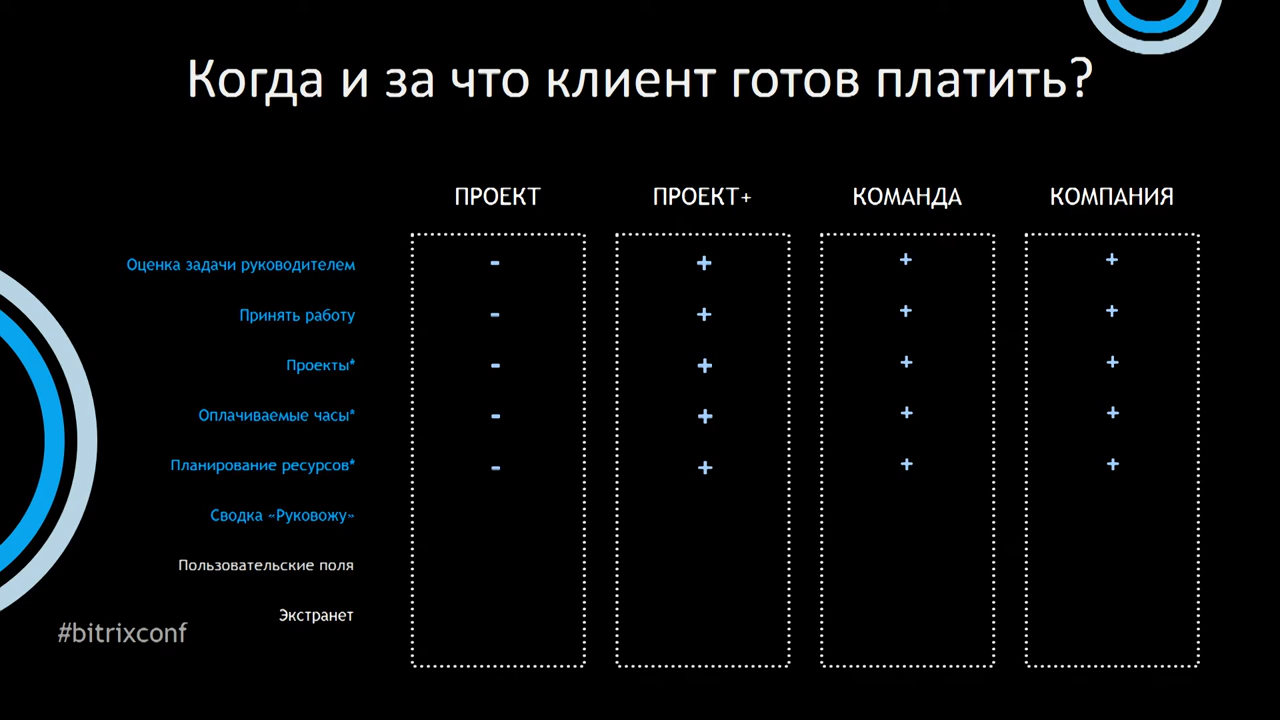 Когда и за что клиент готов платить?
ПРОЕКТ ПРОЕКТ+ КОМАНДА КОМПАНИЯ
Оценка задачи руководителем - + + +
Принять работу - + + +
Проекты* - + + +
Оплачиваемые часы* - + + +
Планирование ресурсов* - + + +
Сводка «Руковожу»
Пользовательские поля
Экстранет
#bitrixconf